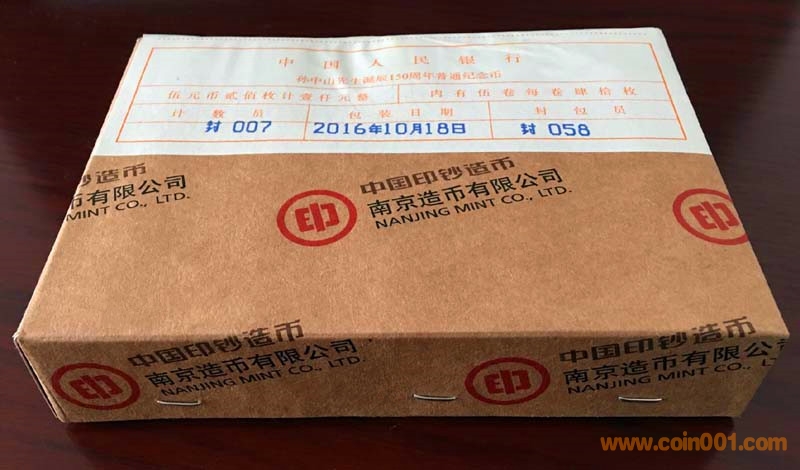 中国人民银行
孙中山先生诞辰150周年普通纪念币
伍元币贰佰枚计壹仟元整 内有伍卷每卷肆拾枚
计数员 包装日期 封包员
封 007 2016年10月18日 封 058
中国印钞造币
造币有限公司
MINT CO., LTD.
中国印钞造币
南京造币有限公司
NANJING MINT CO., LTD.
中国印钞造币
南京造币有限公司
NANJING MINT CO., LTD.
中国印钞造币
南京造币有限公司
NANJING MINT CO., LTD.
www.coin001.com